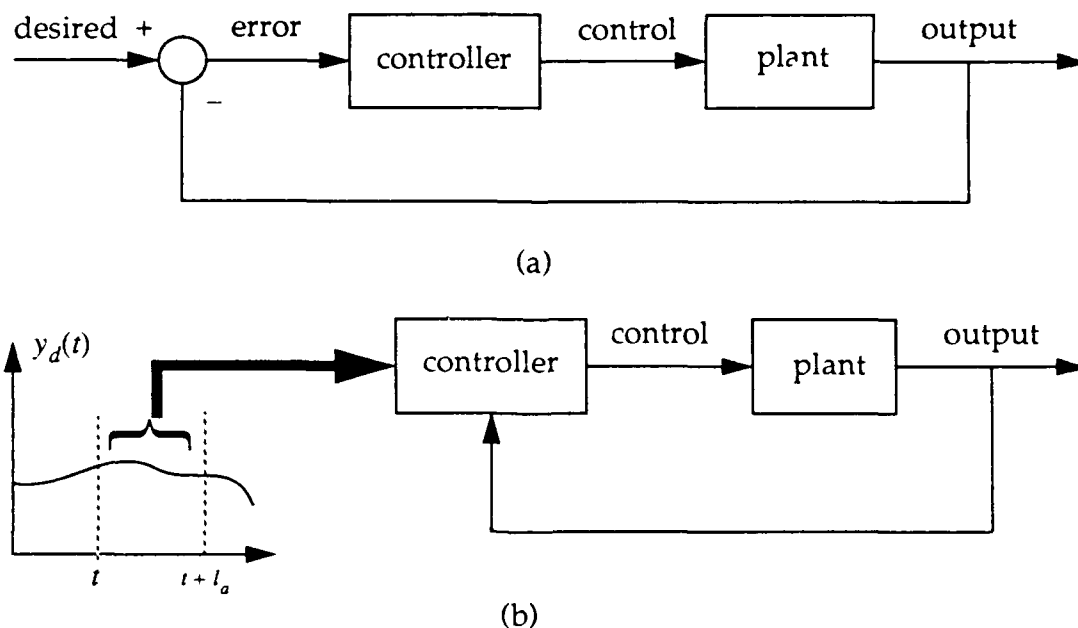 desired + error controller control plant output
−
(a)
y_d(t) controller control plant output
t t + l_a
(b)